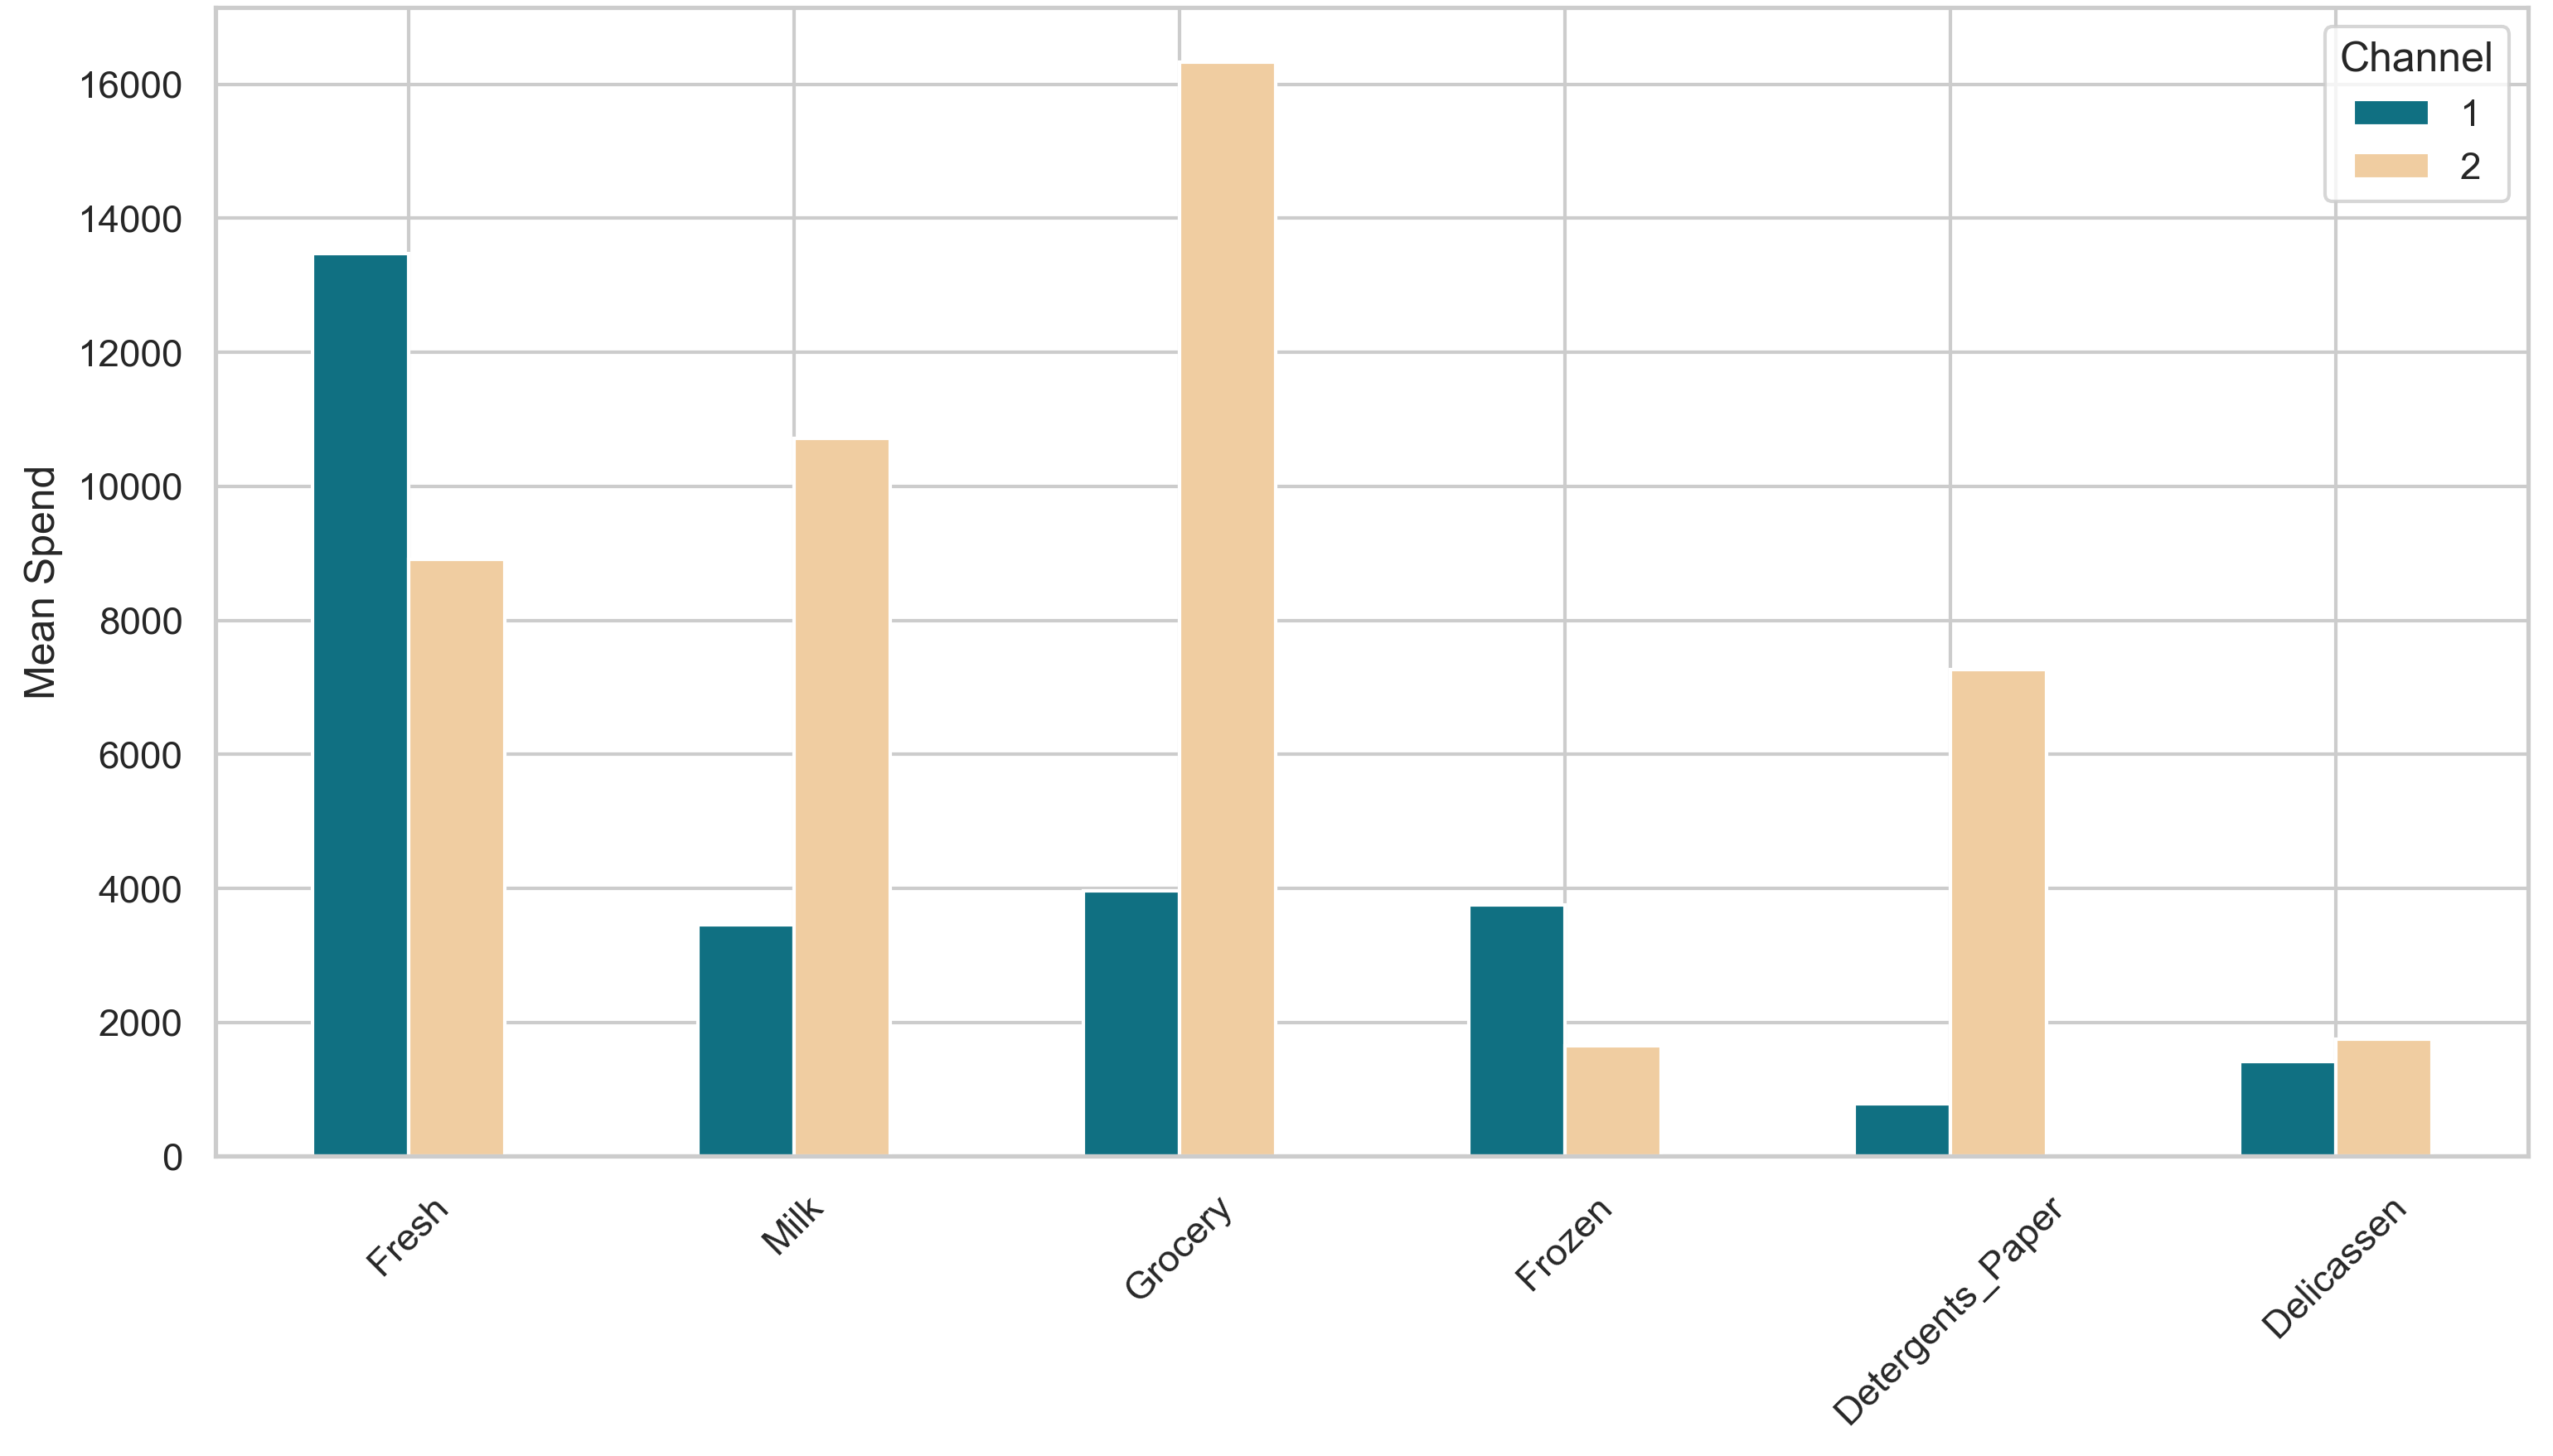 Channel
1
2
Mean Spend
16000
14000
12000
10000
8000
6000
4000
2000
0
Fresh
Milk
Grocery
Frozen
Detergents_Paper
Delicassen